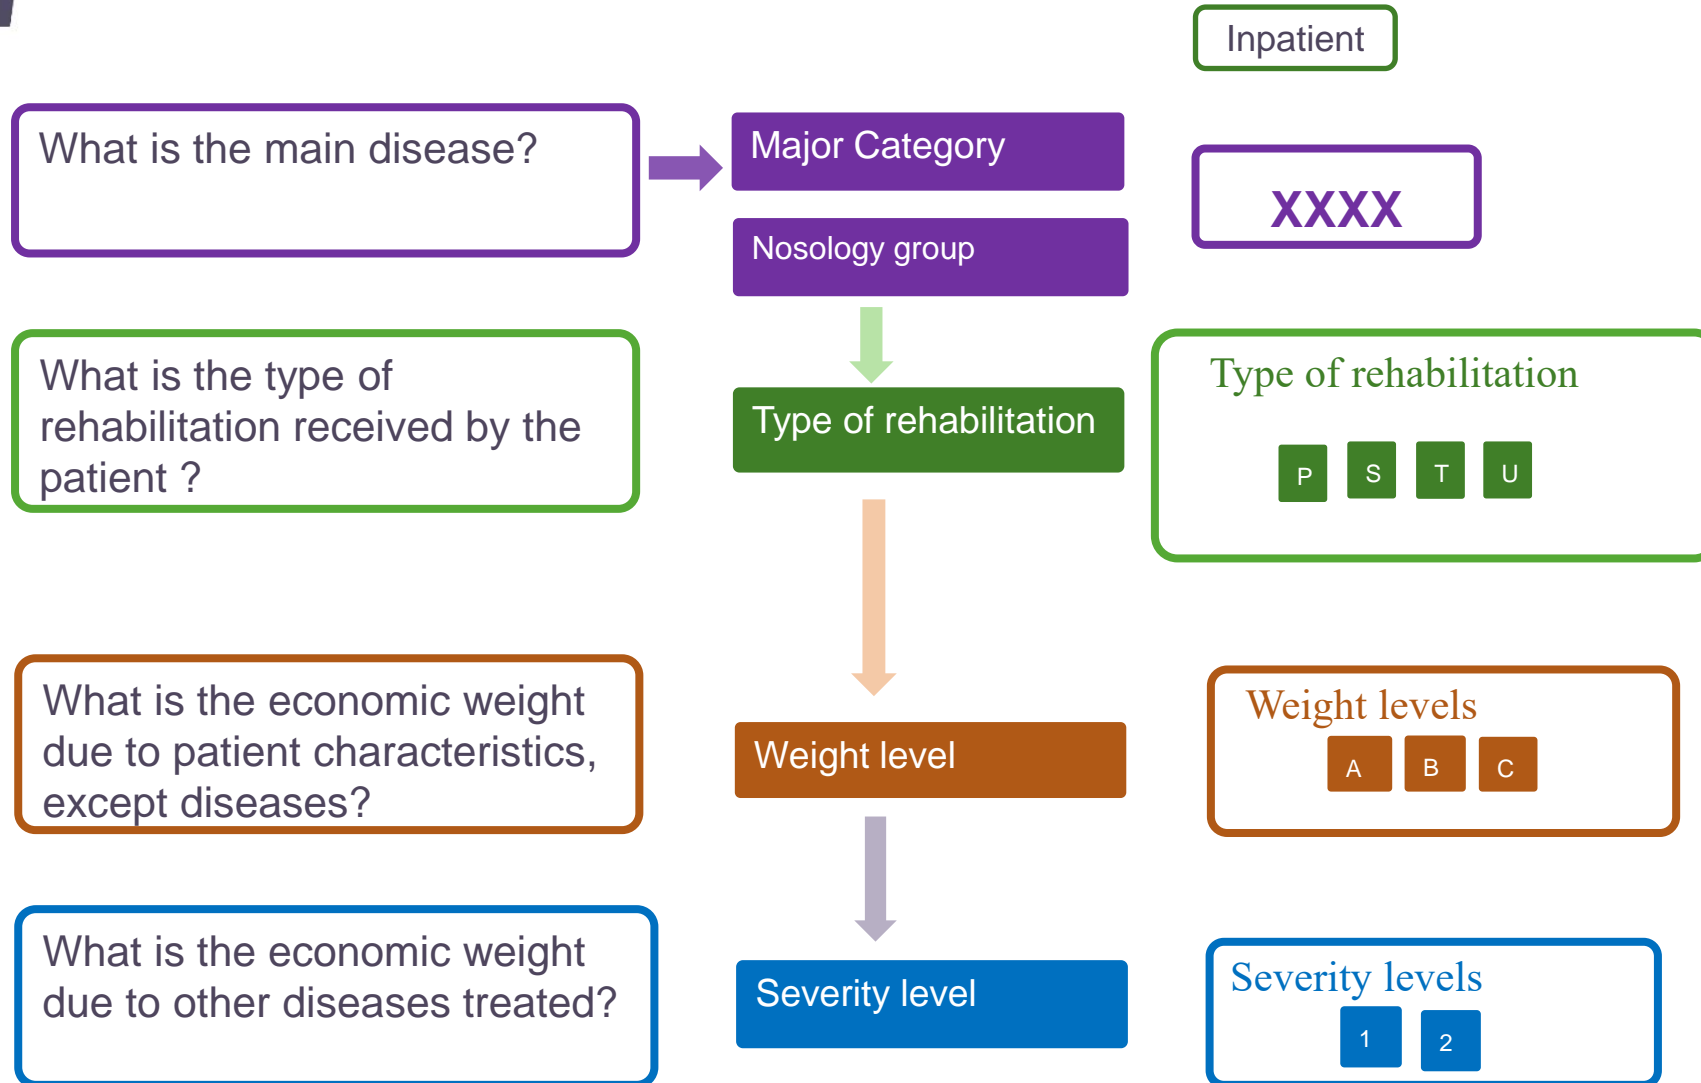 Inpatient
What is the main disease?
Major Category
XXXX
Nosology group
What is the type of
rehabilitation received by the
patient ?
Type of rehabilitation
Type of rehabilitation
P S T U
What is the economic weight
due to patient characteristics,
except diseases?
Weight level
Weight levels
A B C
What is the economic weight
due to other diseases treated?
Severity level
Severity levels
1 2